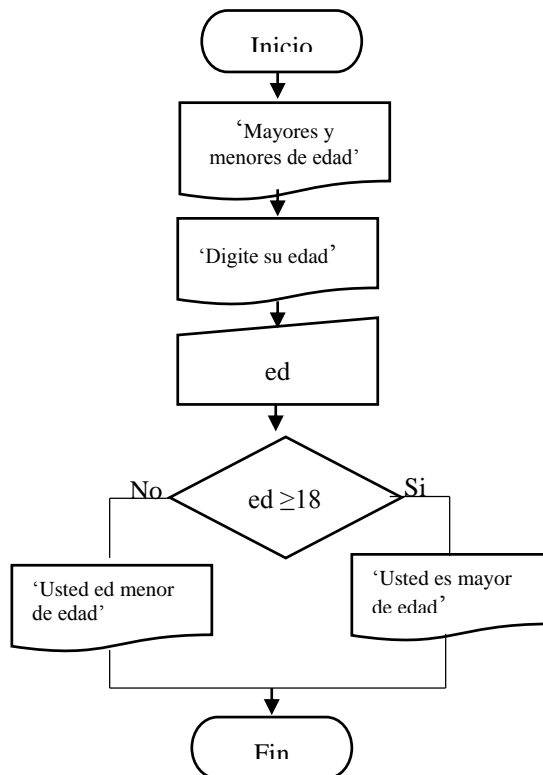 Inicio
‘Mayores y
menores de edad’
‘Digite su edad’
ed
No
ed ≥18
Si
‘Usted ed menor
de edad’
‘Usted es mayor
de edad’
Fin